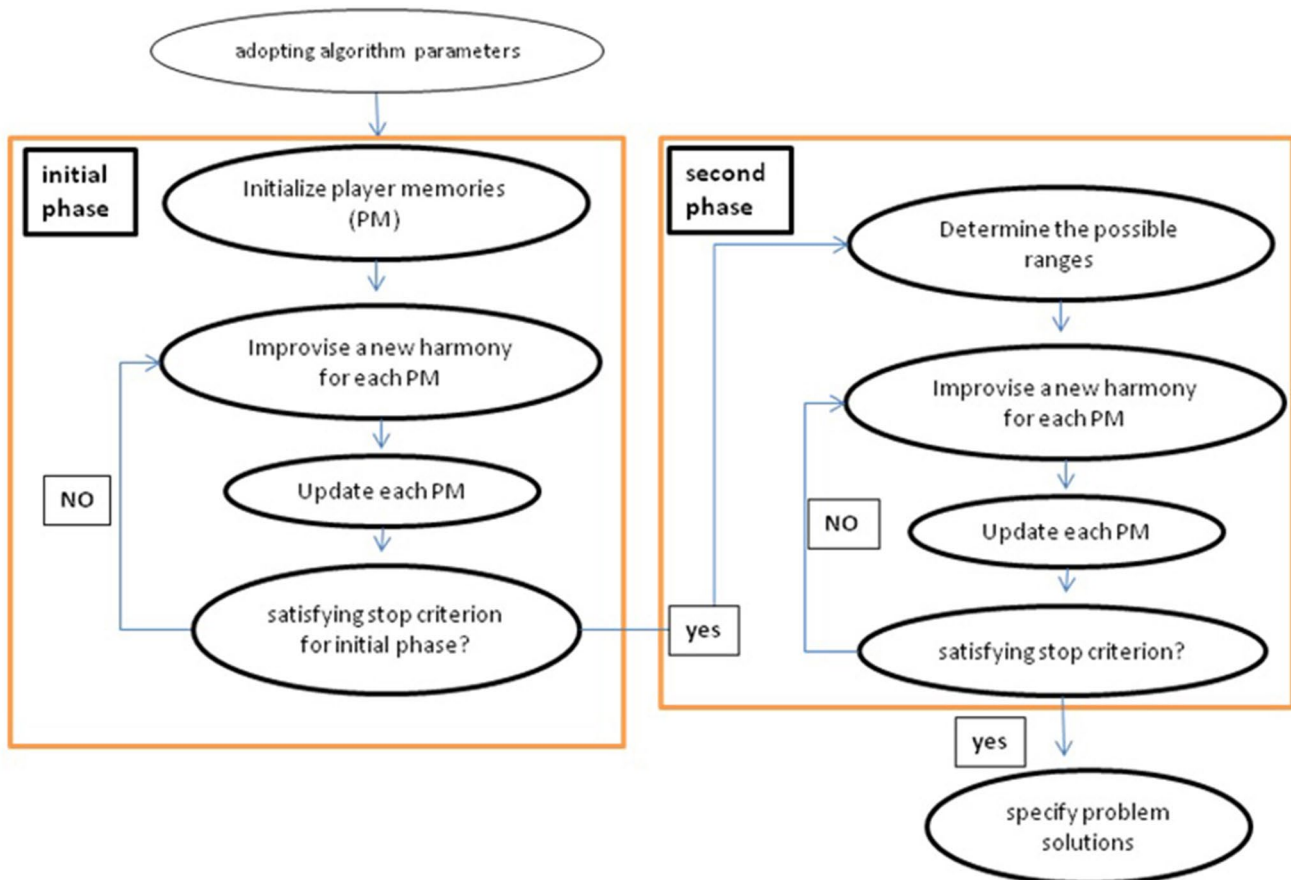 adopting algorithm parameters
initial
phase
Initialize player memories
(PM)
Improvise a new harmony
for each PM
NO
Update each PM
satisfying stop criterion
for initial phase?
yes
second
phase
Determine the possible
ranges
Improvise a new harmony
for each PM
NO
Update each PM
satisfying stop criterion?
yes
specify problem
solutions